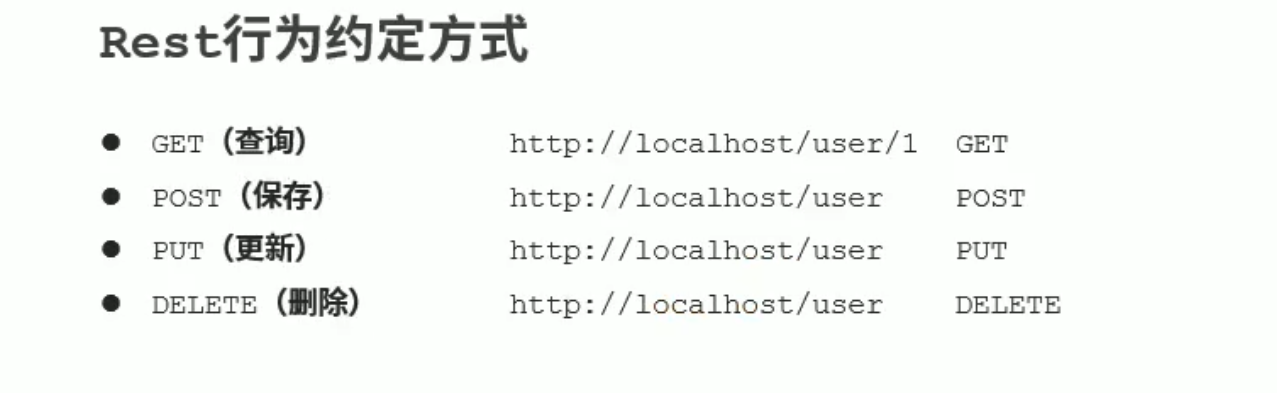 Rest行为约定方式
● GET（查询） http://localhost/user/1 GET
● POST（保存） http://localhost/user POST
● PUT（更新） http://localhost/user PUT
● DELETE（删除） http://localhost/user DELETE